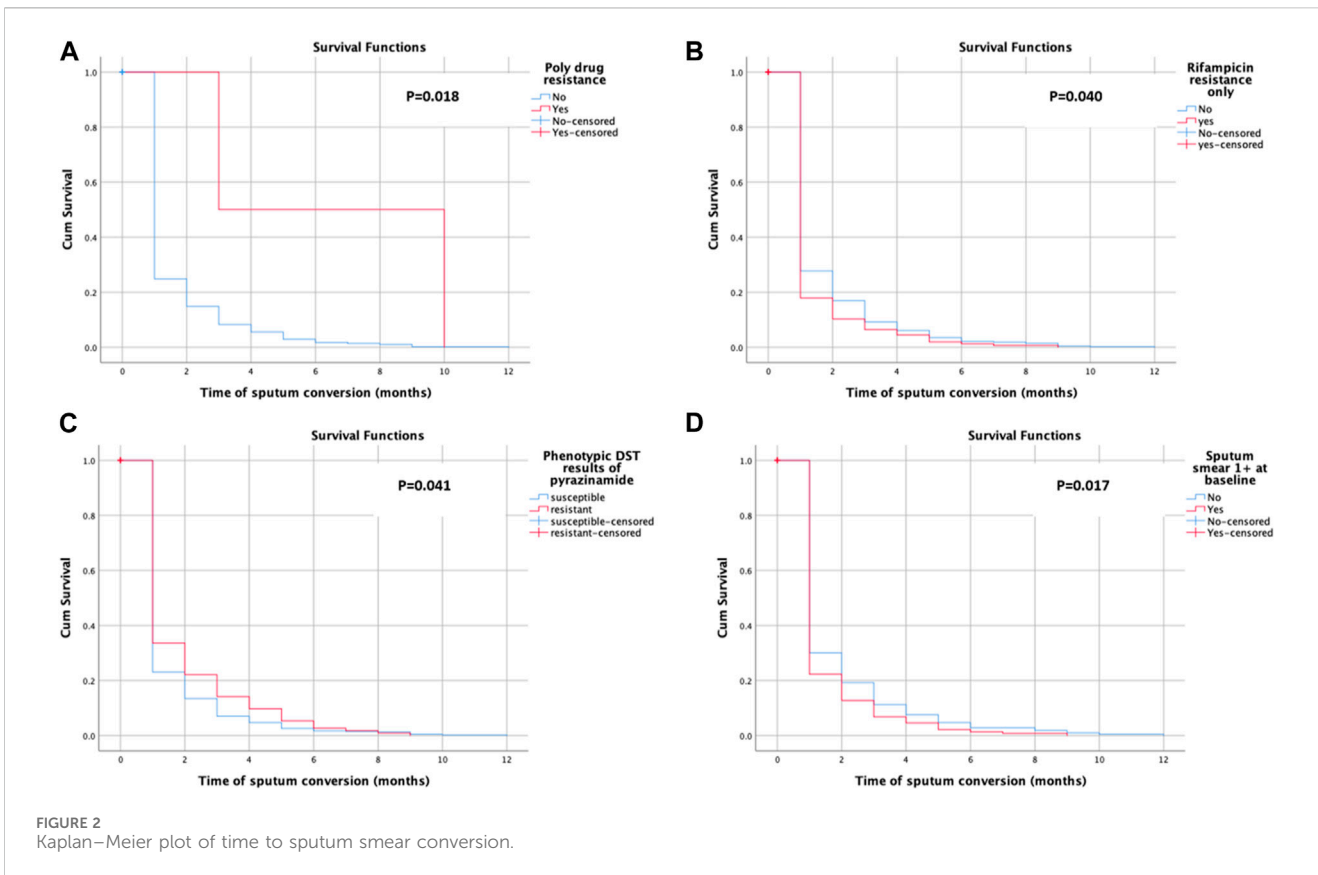 A
Survival Functions
1.0
0.8
0.6
0.4
0.2
0.0
Cum Survival
0 2 4 6 8 10 12
Time of sputum conversion (months)
P=0.018
Poly drug
resistance
No
Yes
No-censored
Yes-censored
B
Survival Functions
1.0
0.8
0.6
0.4
0.2
0.0
Cum Survival
0 2 4 6 8 10 12
Time of sputum conversion (months)
P=0.040
Rifampicin
resistance
only
No
yes
No-censored
yes-censored
C
Survival Functions
1.0
0.8
0.6
0.4
0.2
0.0
Cum Survival
0 2 4 6 8 10 12
Time of sputum conversion (months)
P=0.041
Phenotypic DST
results of
pyrazinamide
susceptible
resistant
susceptible-censored
resistant-censored
D
Survival Functions
1.0
0.8
0.6
0.4
0.2
0.0
Cum Survival
0 2 4 6 8 10 12
Time of sputum conversion (months)
P=0.017
Sputum
smear 1+ at
baseline
No
Yes
No-censored
Yes-censored
FIGURE 2
Kaplan–Meier plot of time to sputum smear conversion.